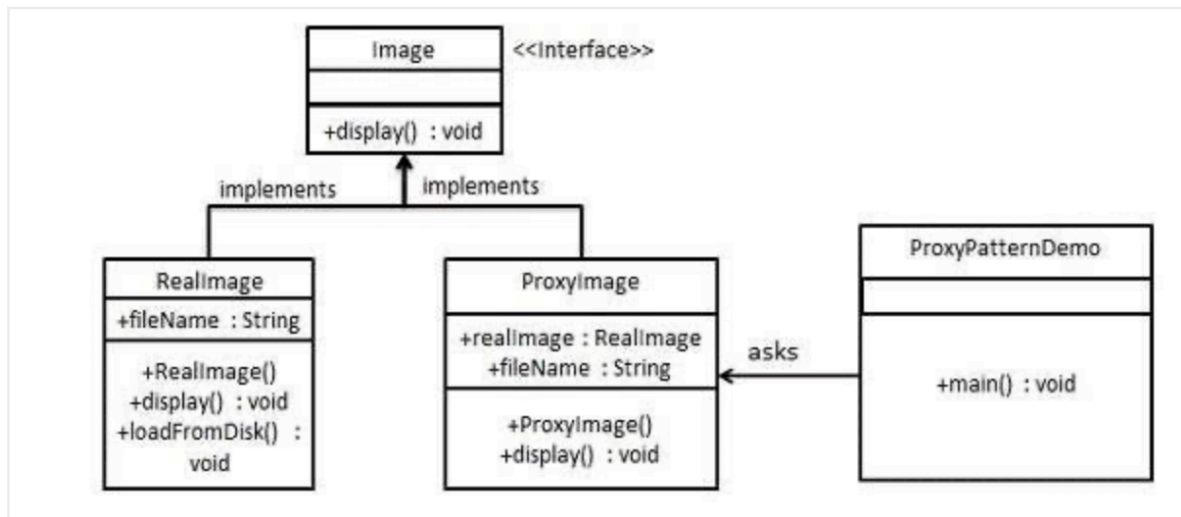 Image
<<Interface>>
+display() : void
implements
implements
RealImage
+fileName : String
+RealImage()
+display() : void
+loadFromDisk() :
void
ProxyImage
+realImage : RealImage
+fileName : String
+ProxyImage()
+display() : void
asks
ProxyPatternDemo
+main() : void